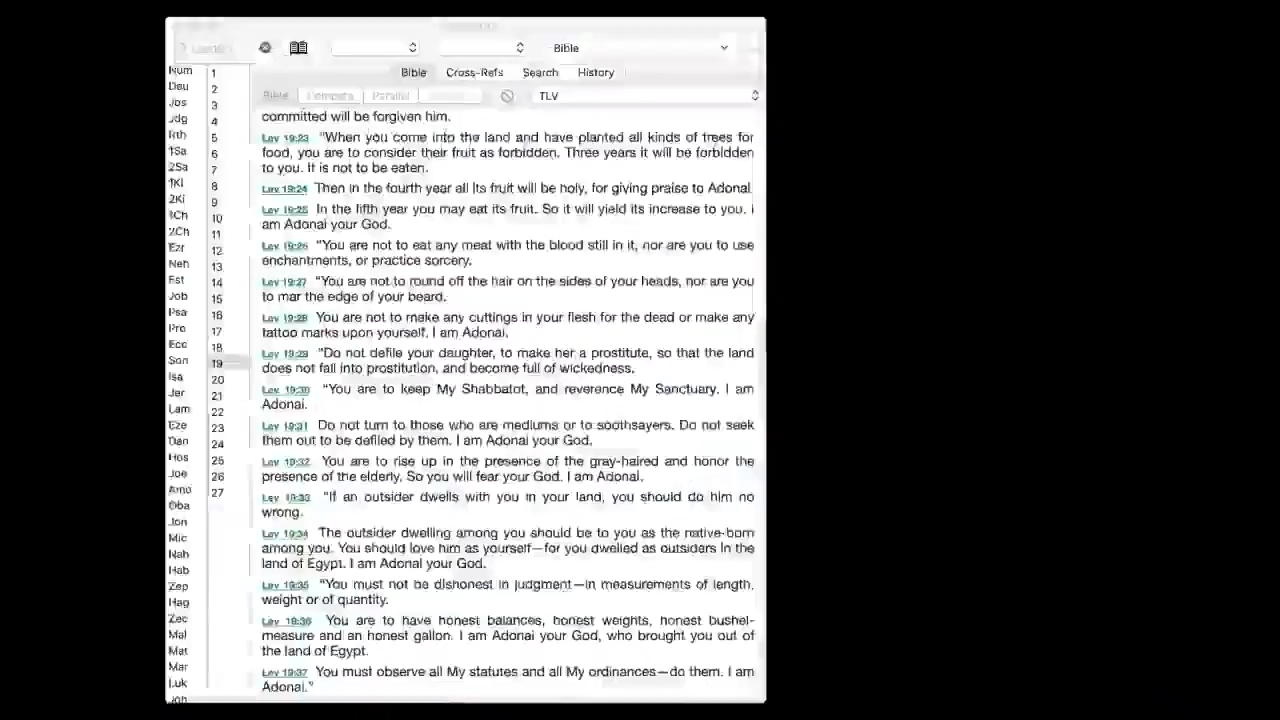 Bible
Bible Cross-Refs Search History
Bible Compare Parallel
TLV
Num
Deu
Jos
Jdg
Rth
1Sa
2Sa
1Ki
2Ki
1Ch
2Ch
Ezr
Neh
Est
Job
Psa
Pro
Ecc
Son
Isa
Jer
Lam
Eze
Dan
Hos
Joe
Amo
Oba
Jon
Mic
Nah
Hab
Zep
Hag
Zec
Mal
Mat
Mar
Luk
Joh
1
2
3
4
5
6
7
8
9
10
11
12
13
14
15
16
17
18
19
20
21
22
23
24
25
26
27
committed will be forgiven him.
Lev 19:23 “When you come into the land and have planted all kinds of trees for
food, you are to consider their fruit as forbidden. Three years it will be forbidden
to you. It is not to be eaten.
Lev 19:24 Then in the fourth year all its fruit will be holy, for giving praise to Adonai.
Lev 19:25 In the fifth year you may eat its fruit. So it will yield its increase to you. I
am Adonai your God.
Lev 19:26 “You are not to eat any meat with the blood still in it, nor are you to use
enchantments, or practice sorcery.
Lev 19:27 “You are not to round off the hair on the sides of your heads, nor are you
to mar the edge of your beard.
Lev 19:28 You are not to make any cuttings in your flesh for the dead or make any
tattoo marks upon yourself. I am Adonai.
Lev 19:29 “Do not defile your daughter, to make her a prostitute, so that the land
does not fall into prostitution, and become full of wickedness.
Lev 19:30 “You are to keep My Shabbatot, and reverence My Sanctuary. I am
Adonai.
Lev 19:31 Do not turn to those who are mediums or to soothsayers. Do not seek
them out to be defiled by them. I am Adonai your God.
Lev 19:32 You are to rise up in the presence of the gray-haired and honor the
presence of the elderly. So you will fear your God. I am Adonai.
Lev 19:33 “If an outsider dwells with you in your land, you should do him no
wrong.
Lev 19:34 The outsider dwelling among you should be to you as the native-born
among you. You should love him as yourself—for you dwelled as outsiders in the
land of Egypt. I am Adonai your God.
Lev 19:35 “You must not be dishonest in judgment—in measurements of length,
weight or of quantity.
Lev 19:36 You are to have honest balances, honest weights, honest bushel-
measure and an honest gallon. I am Adonai your God, who brought you out of
the land of Egypt.
Lev 19:37 You must observe all My statutes and all My ordinances—do them. I am
Adonai.”